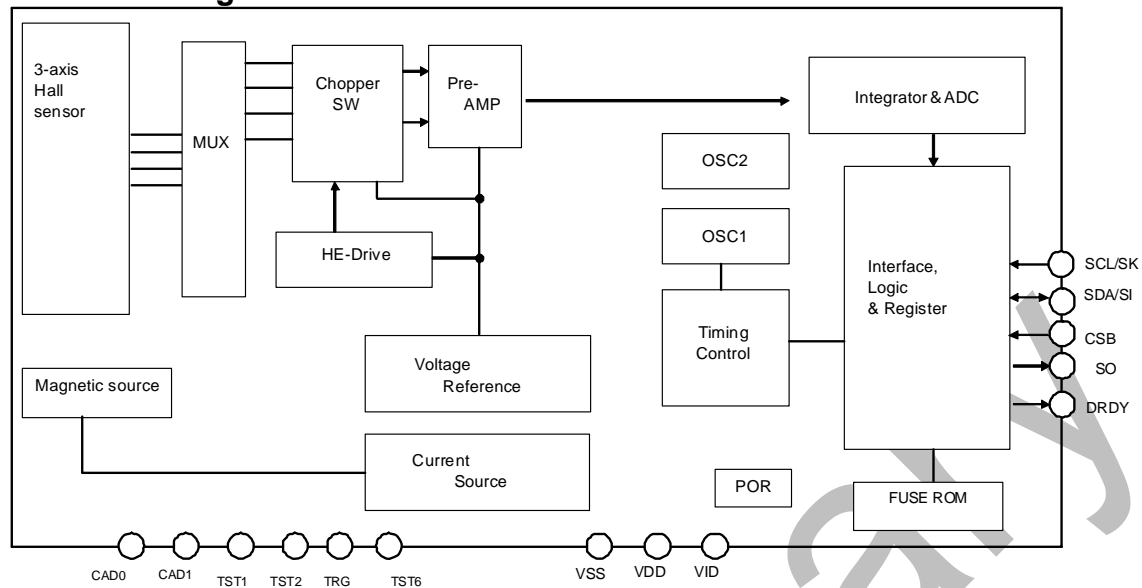 3-axis
Hall
sensor
MUX
Chopper
SW
Pre-
AMP
Integrator & ADC
OSC2
OSC1
HE-Drive
Interface,
Logic
& Register
Timing
Control
Voltage
Reference
Magnetic source
Current
Source
POR
FUSE ROM
SCL/SK
SDA/SI
CSB
SO
DRDY
CAD0
CAD1
TST1
TST2
TRG
TST6
VSS
VDD
VID